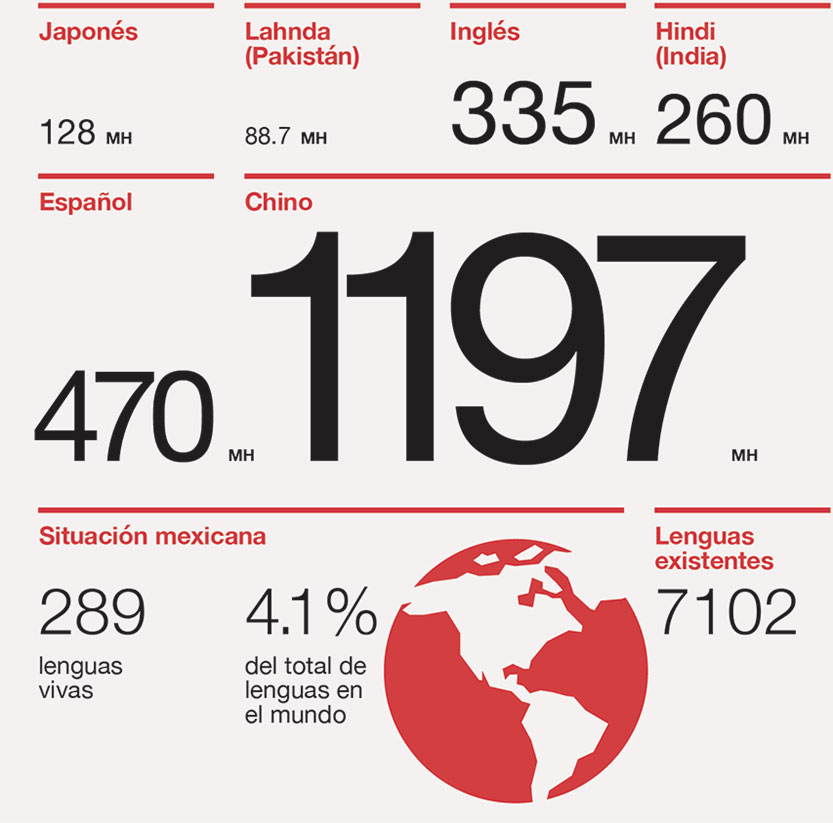 Japonés
128 MH
Lahnda
(Pakistán)
88.7 MH
Inglés
335 MH
Hindi
(India)
260 MH
Español
470 MH
Chino
1197 MH
Situación mexicana
289
lenguas
vivas
4.1%
del total de
lenguas en
el mundo
Lenguas
existentes
7102